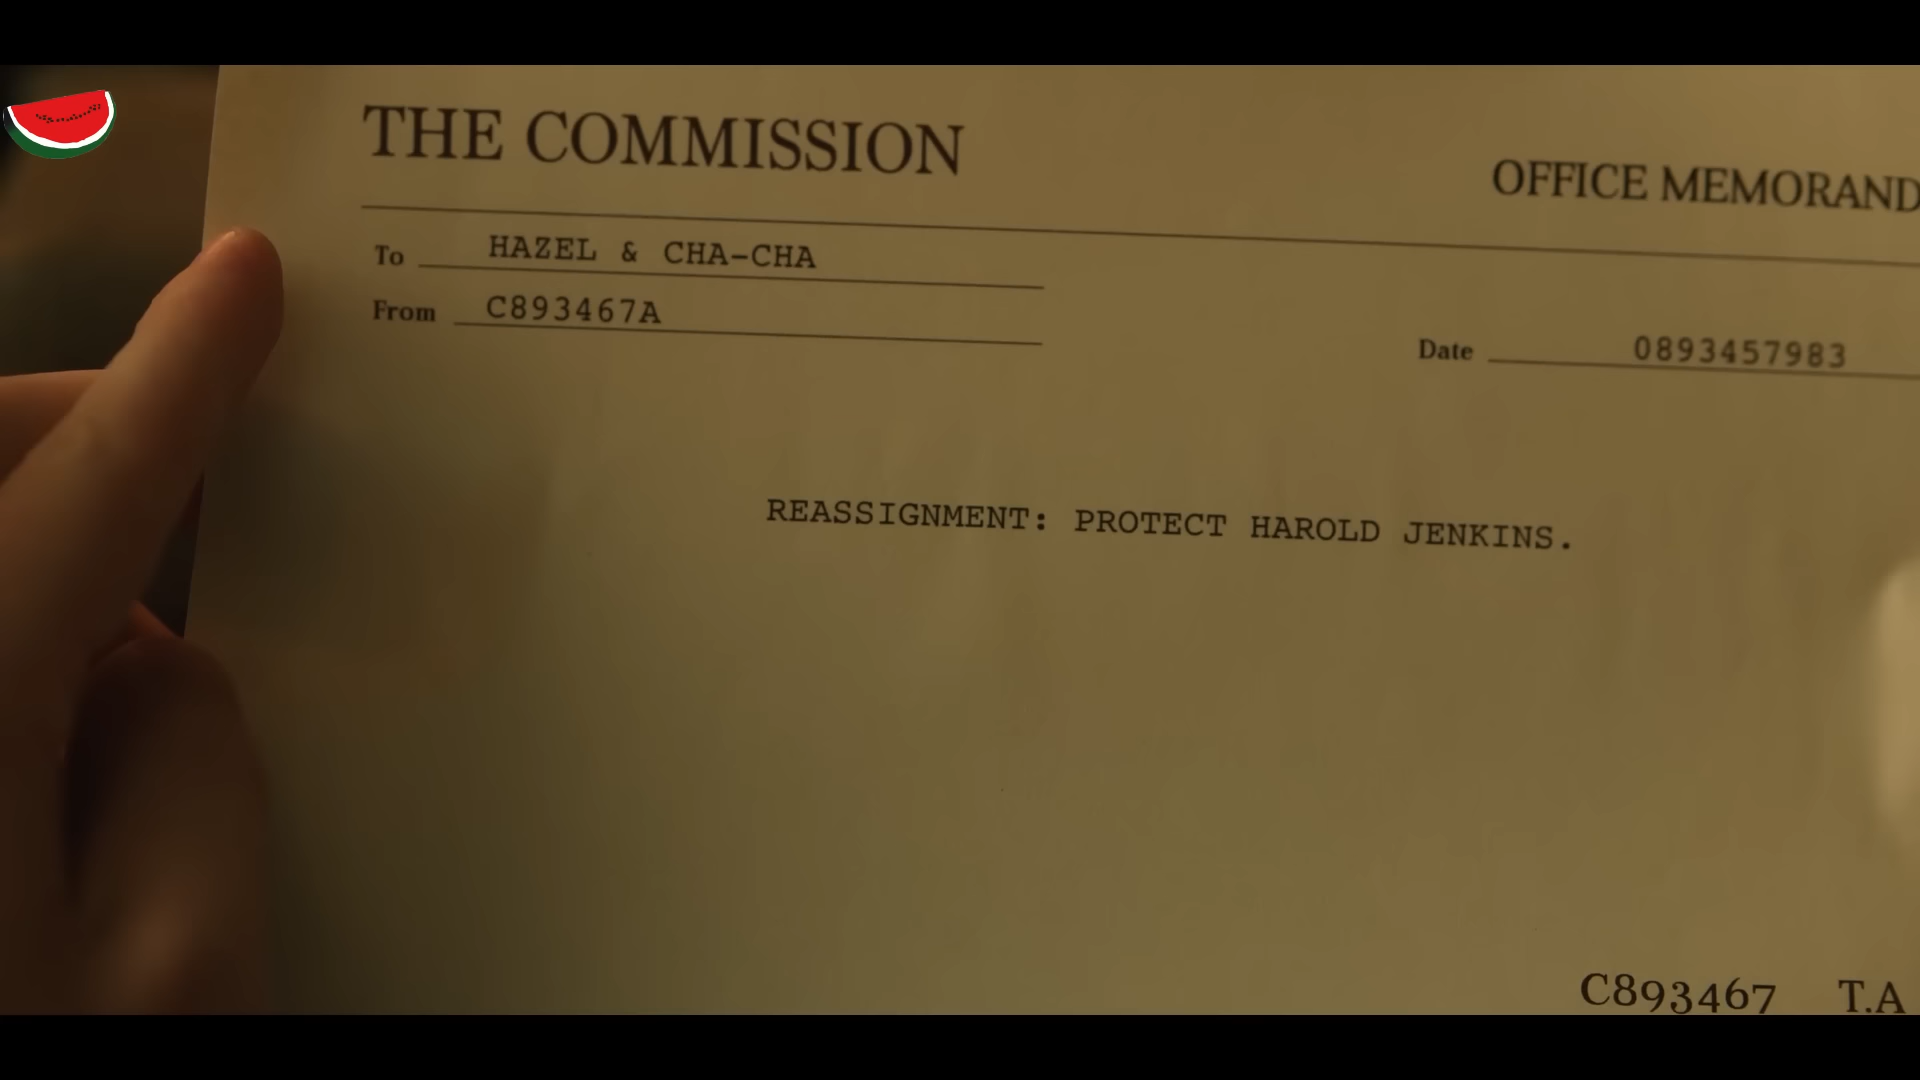 THE COMMISSION
OFFICE MEMORAND
To HAZEL & CHA-CHA
From C893467A
Date 0893457983
REASSIGNMENT: PROTECT HAROLD JENKINS.
C893467 T.A